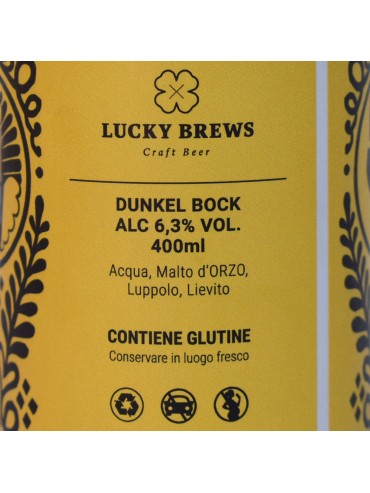 LUCKY BREWS
Craft Beer
DUNKEL BOCK
ALC 6,3% VOL.
400ml
Acqua, Malto d'ORZO,
Luppolo, Lievito
CONTIENE GLUTINE
Conservare in luogo fresco